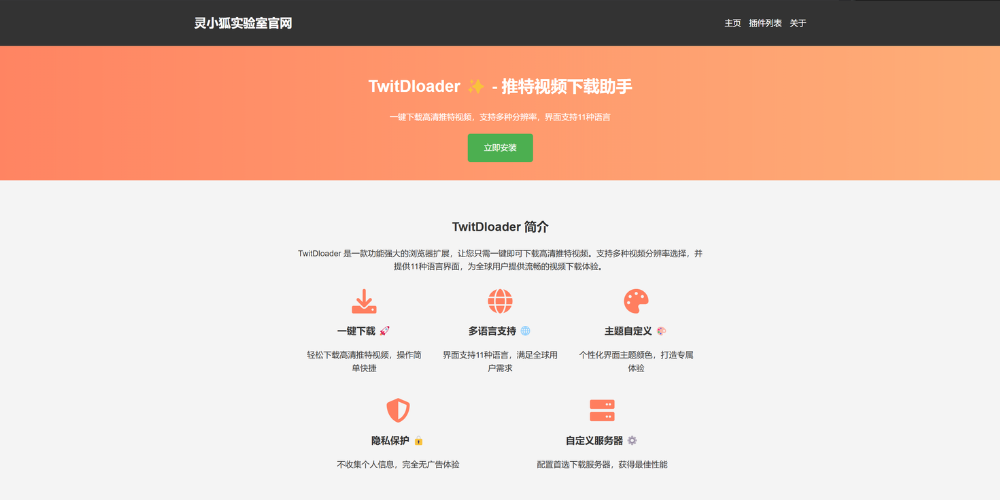 灵小狐实验室官网
主页 插件列表 关于
TwitDloader ✨ - 推特视频下载助手
一键下载高清推特视频，支持多种分辨率，界面支持11种语言
立即安装
TwitDloader 简介
TwitDloader 是一款功能强大的浏览器扩展，让您只需一键即可下载高清推特视频。支持多种视频分辨率选择，并
提供11种语言界面，为全球用户提供流畅的视频下载体验。
一键下载 🚀
轻松下载高清推特视频，操作简
单快捷
多语言支持 🌐
界面支持11种语言，满足全球用
户需求
主题自定义 🎨
个性化界面主题颜色，打造专属
体验
隐私保护 🔒
不收集个人信息，完全无广告体验
自定义服务器 ⚙️
配置首选下载服务器，获得最佳性能